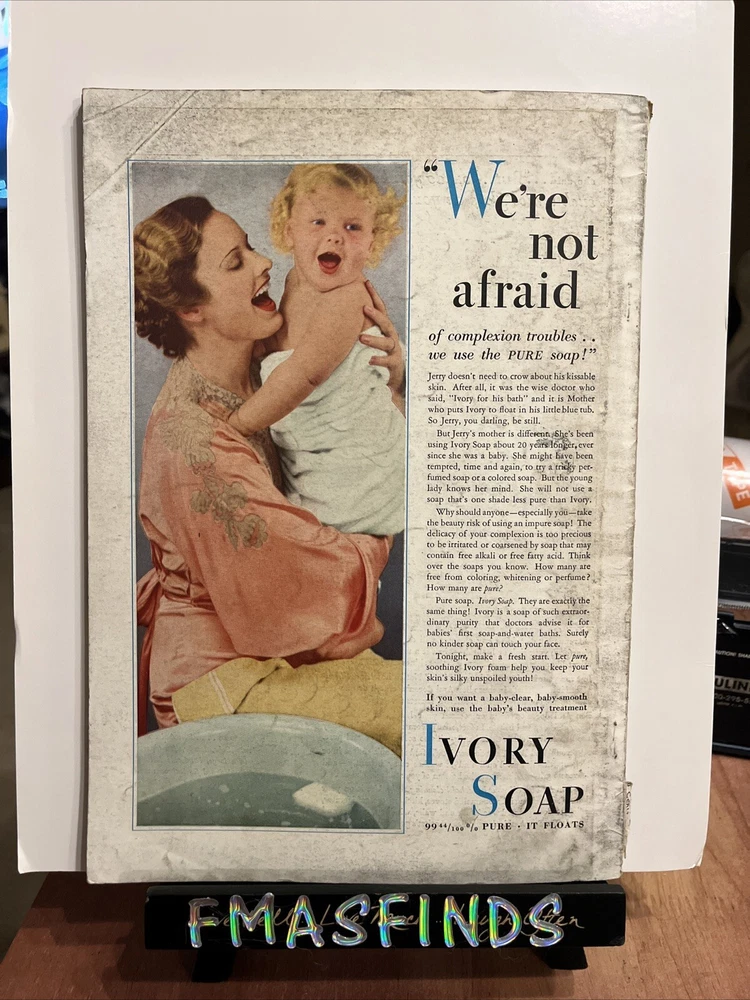 “We're
not
afraid
of complexion troubles . .
we use the PURE soap!”
Jerry doesn't need to crow about his kissable
skin. After all, it was the wise doctor who
said, "Ivory for his bath" and it is Mother
who puts Ivory to float in his little blue tub.
So Jerry, you darling, be still.
But Jerry's mother is different. She's been
using Ivory Soap about 20 years longer, ever
since she was a baby. She might have been
tempted, time and again, to try a tricky per-
fumed soap or a colored soap. But the young
lady knows her mind. She will not use a
soap that's one shade less pure than Ivory.
Why should anyone—especially you—take
the beauty risk of using an impure soap! The
delicacy of your complexion is too precious
to be irritated or coarsened by soap that may
contain free alkali or free fatty acid. Think
over the soaps you know. How many are
free from coloring, whitening or perfume?
How many are pure?
Pure soap. Ivory Soap. They are exactly the
same thing! Ivory is a soap of such extraor-
dinary purity that doctors advise it for
babies' first soap-and-water baths. Surely
no kinder soap can touch your face.
Tonight, make a fresh start. Let pure,
soothing Ivory foam help you keep your
skin's silky unspoiled youth!
If you want a baby-clear, baby-smooth
skin, use the baby's beauty treatment
IVORY
SOAP
99 44/100 % PURE · IT FLOATS
FMASFINDS